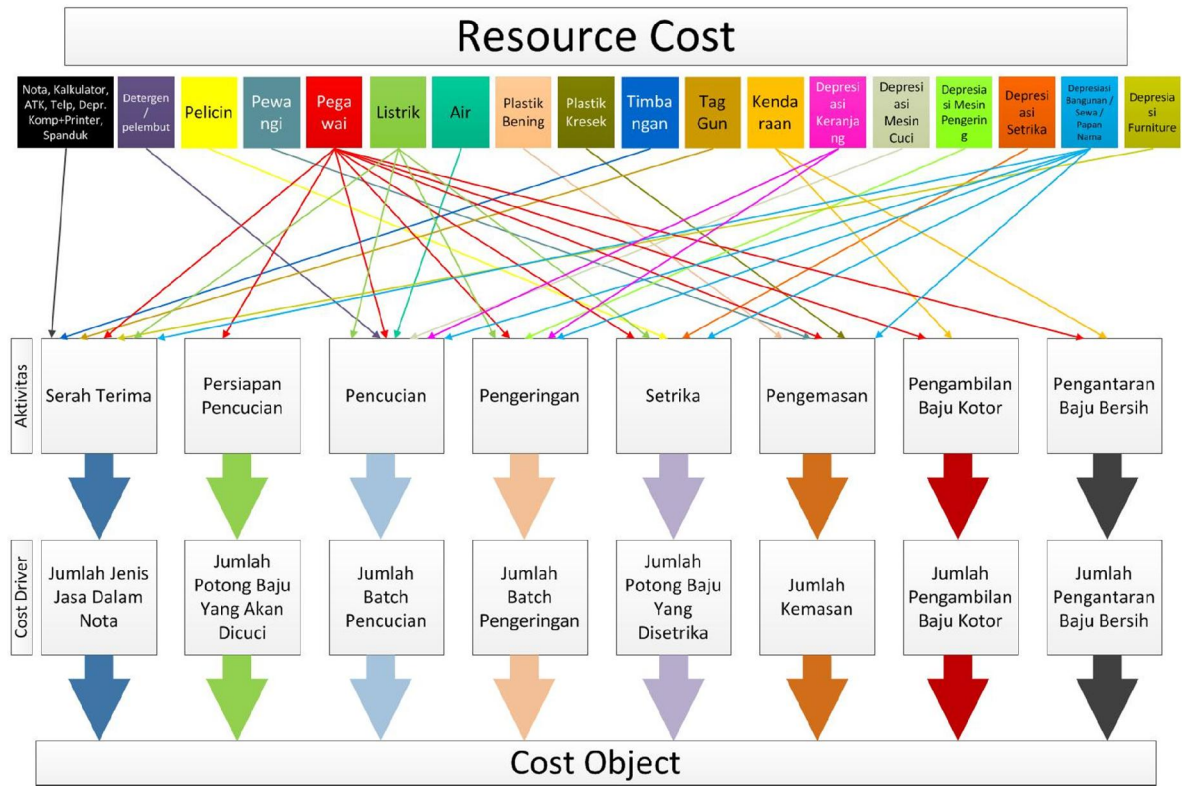 Resource Cost
Nota, Kalkulator,
ATK, Telp, Depr.
Komp+Printer,
Spanduk
Detergen
/
pelembut
Pelicin
Pewa
ngi
Pega
wai
Listrik
Air
Plastik
Bening
Plastik
Kresek
Timba
ngan
Tag
Gun
Kenda
raan
Depresi
asi
Keranja
ng
Depresi
asi
Mesin
Cuci
Depresia
si Mesin
Pengerin
g
Depresi
asi
Setrika
Depresiasi
Bangunan /
Sewa /
Papan
Nama
Depresia
si
Furniture
Aktivitas
Serah Terima
Persiapan
Pencucian
Pencucian
Pengeringan
Setrika
Pengemasan
Pengambilan
Baju Kotor
Pengantaran
Baju Bersih
Cost Driver
Jumlah Jenis
Jasa Dalam
Nota
Jumlah
Potong Baju
Yang Akan
Dicuci
Jumlah
Batch
Pencucian
Jumlah
Batch
Pengeringan
Jumlah
Potong Baju
Yang
Disetrika
Jumlah
Kemasan
Jumlah
Pengambilan
Baju Kotor
Jumlah
Pengantaran
Baju Bersih
Cost Object